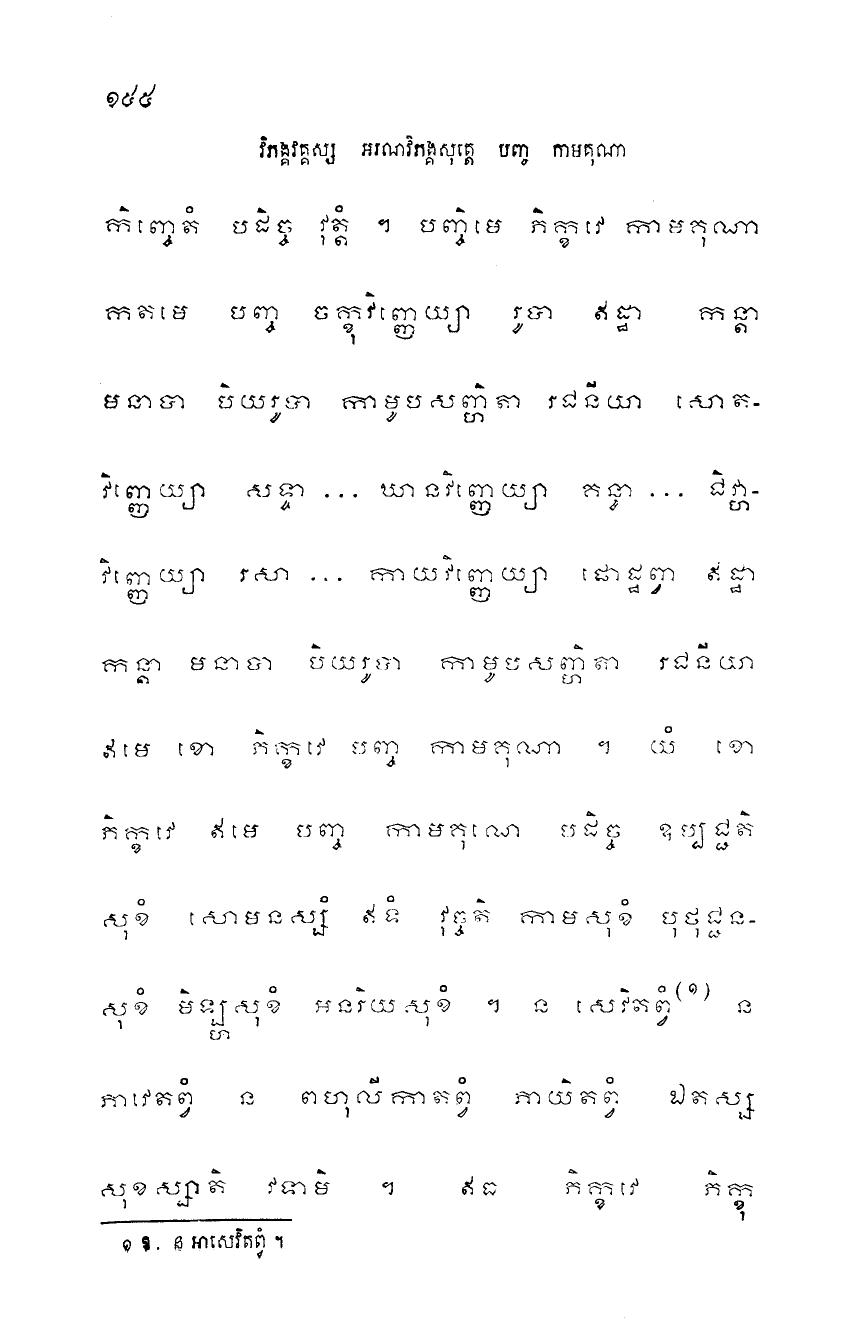 ១៥៥
វិភង្គវគ្គស្ស អរណវិភង្គសុត្តេ បញ្ច កាមគុណា
កិញ្ចេតំ បដិច្ច វុត្តំ ។ បញ្ចិមេ ភិក្ខវេ កាមគុណា
កតមេ បញ្ច ចក្ខុវិញ្ញេយ្យា រូបា ឥដ្ឋា កន្តា
មនាបា បិយរូបា កាមូបសញ្ហិតា រជនីយា សោត-
វិញ្ញេយ្យា សទ្ទា ... ឃានវិញ្ញេយ្យា គន្ធា ... ជិវ្ហា-
វិញ្ញេយ្យា រសា ... កាយវិញ្ញេយ្យា ផោដ្ឋព្វា ឥដ្ឋា
កន្តា មនាបា បិយរូបា កាមូបសញ្ហិតា រជនីយា
ឥមេ ខោ ភិក្ខវេ បញ្ច កាមគុណា ។ យំ ខោ
ភិក្ខវេ ឥមេ បញ្ច កាមគុណេ បដិច្ច ឧប្បជ្ជតិ
សុខំ សោមនស្សំ ឥទំ វុច្ចតិ កាមសុខំ បុថុជ្ជន-
សុខំ មិឡ្ហសុខំ អនរិយសុខំ ។ ន សេវិតព្វំ(១) ន
ភាវេតព្វំ ន ពហុលីកាតព្វំ ភាយិតព្វំ ឯតស្ស
សុខស្សាតិ វទាមិ ។ ឥធ ភិក្ខវេ ភិក្ខុ
១ ឱ. ន អាសេវិតព្វំ ។